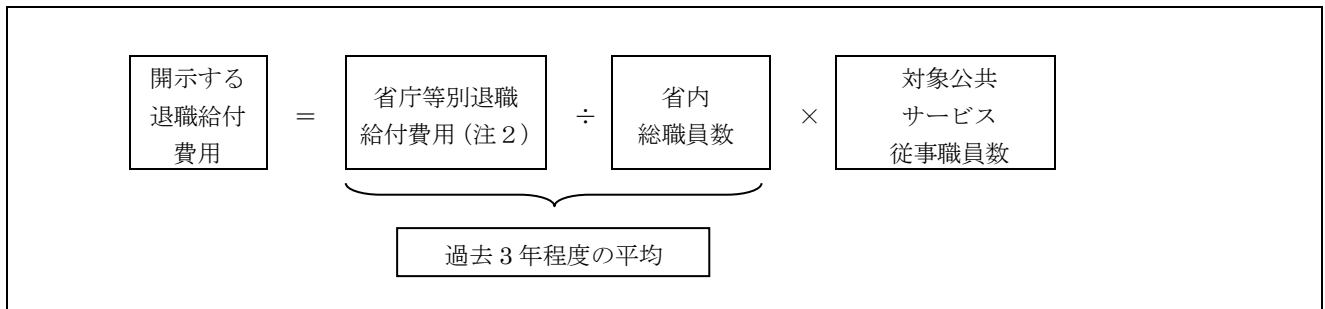 開示する
退職給付
費用
＝
省庁等別退職
給付費用（注２）
÷
省内
総職員数
×
対象公共
サービス
従事職員数
過去３年程度の平均